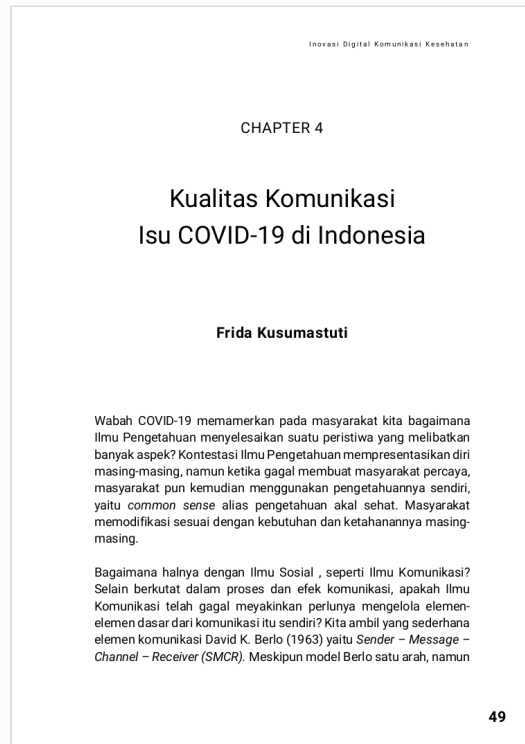 Inovasi Digital Komunikasi Kesehatan
CHAPTER 4
Kualitas Komunikasi
Isu COVID-19 di Indonesia
Frida Kusumastuti
Wabah COVID-19 memamerkan pada masyarakat kita bagaimana
Ilmu Pengetahuan menyelesaikan suatu peristiwa yang melibatkan
banyak aspek? Kontestasi Ilmu Pengetahuan mempresentasikan diri
masing-masing, namun ketika gagal membuat masyarakat percaya,
masyarakat pun kemudian menggunakan pengetahuannya sendiri,
yaitu common sense alias pengetahuan akal sehat. Masyarakat
memodifikasi sesuai dengan kebutuhan dan ketahanannya masing-
masing.
Bagaimana halnya dengan Ilmu Sosial , seperti Ilmu Komunikasi?
Selain berkutat dalam proses dan efek komunikasi, apakah Ilmu
Komunikasi telah gagal meyakinkan perlunya mengelola elemen-
elemen dasar dari komunikasi itu sendiri? Kita ambil yang sederhana
elemen komunikasi David K. Berlo (1963) yaitu Sender – Message –
Channel – Receiver (SMCR). Meskipun model Berlo satu arah, namun
49